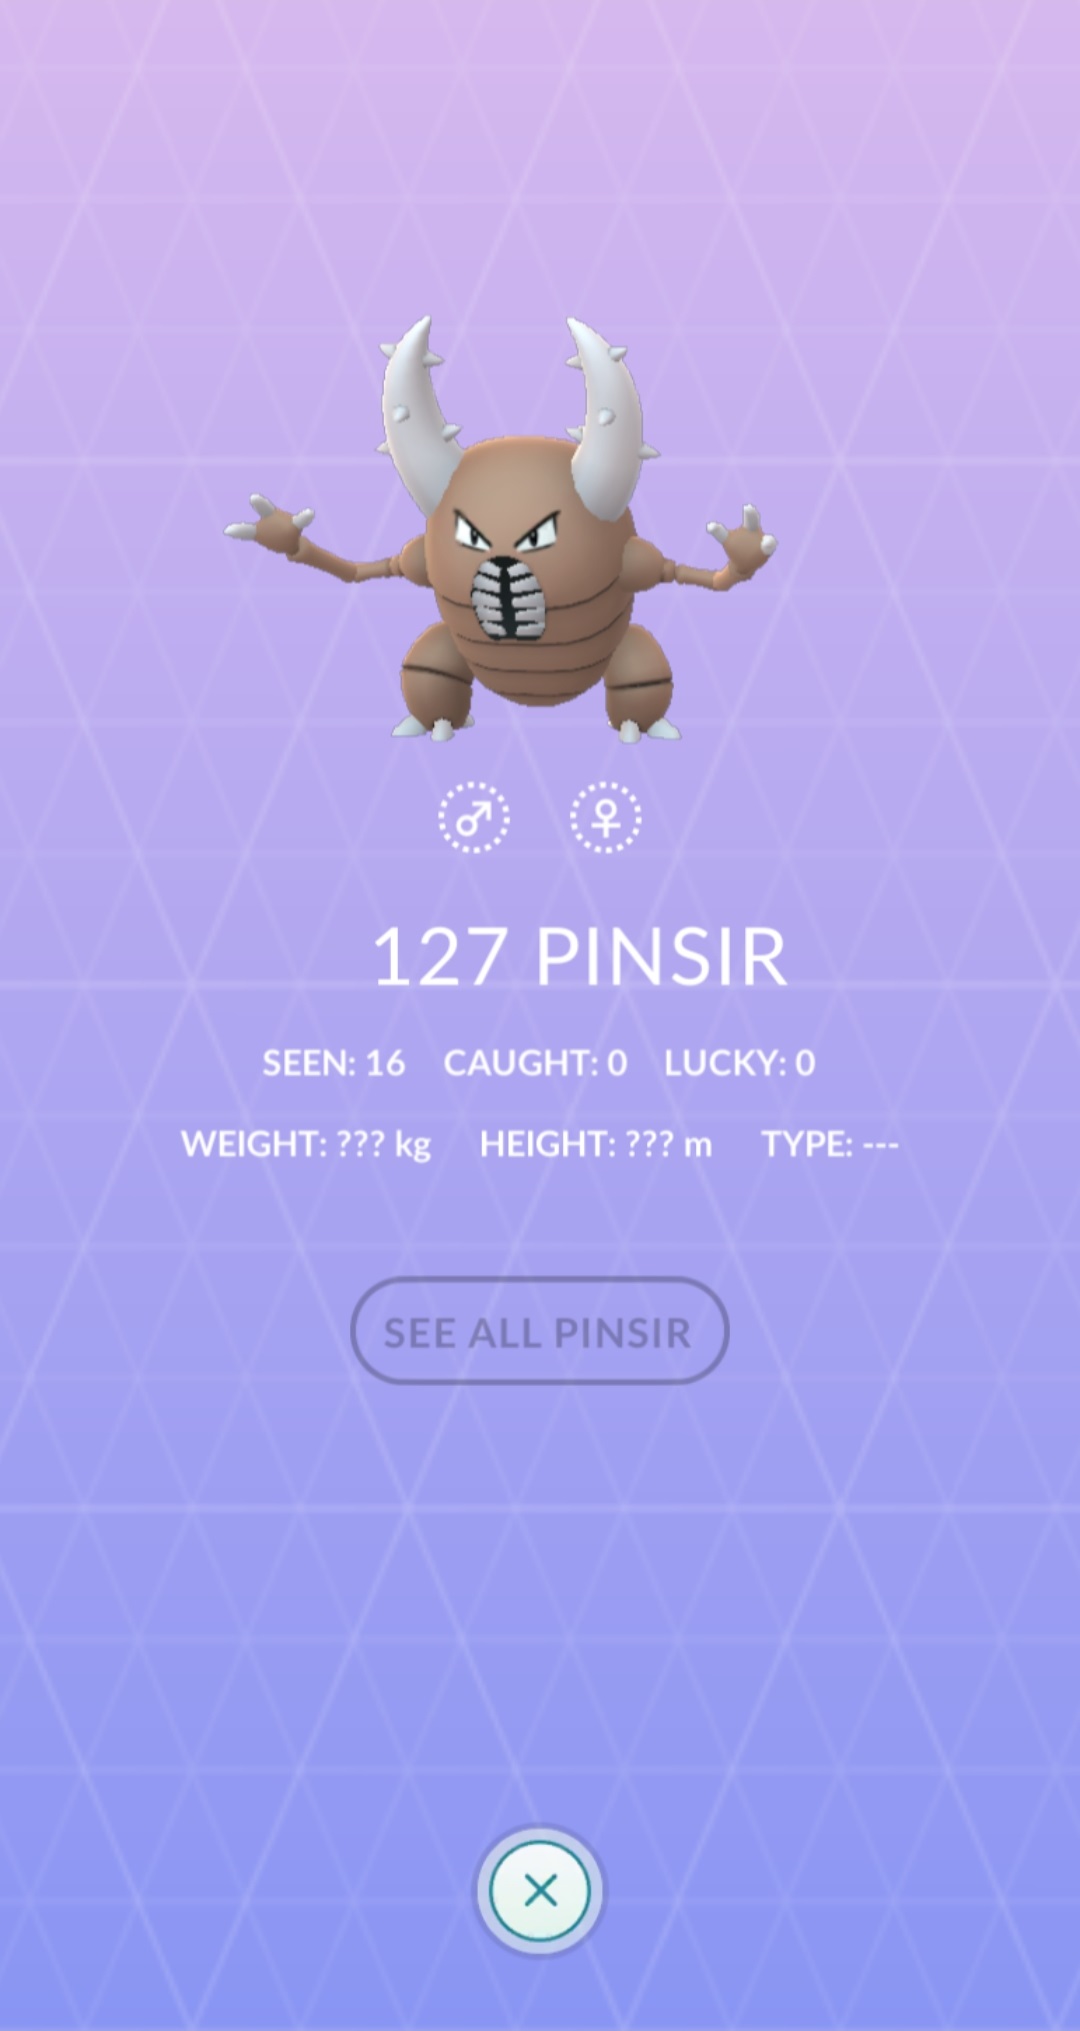 127 PINSIR
SEEN: 16 CAUGHT: 0 LUCKY: 0
WEIGHT: ??? kg HEIGHT: ??? m TYPE: ---
SEE ALL PINSIR